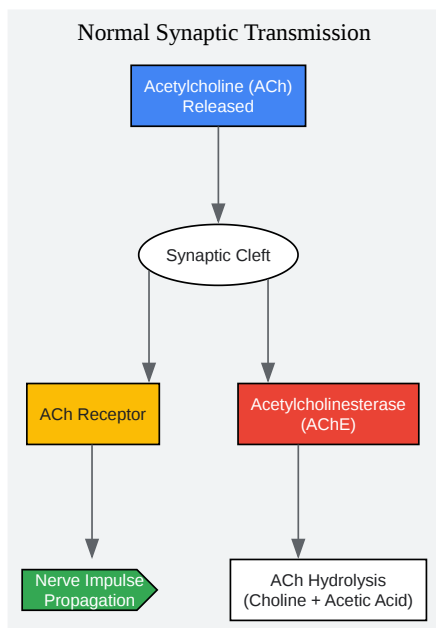 Normal Synaptic Transmission
Acetylcholine (ACh)
Released
Synaptic Cleft
ACh Receptor
Acetylcholinesterase
(AChE)
Nerve Impulse
Propagation
ACh Hydrolysis
(Choline + Acetic Acid)